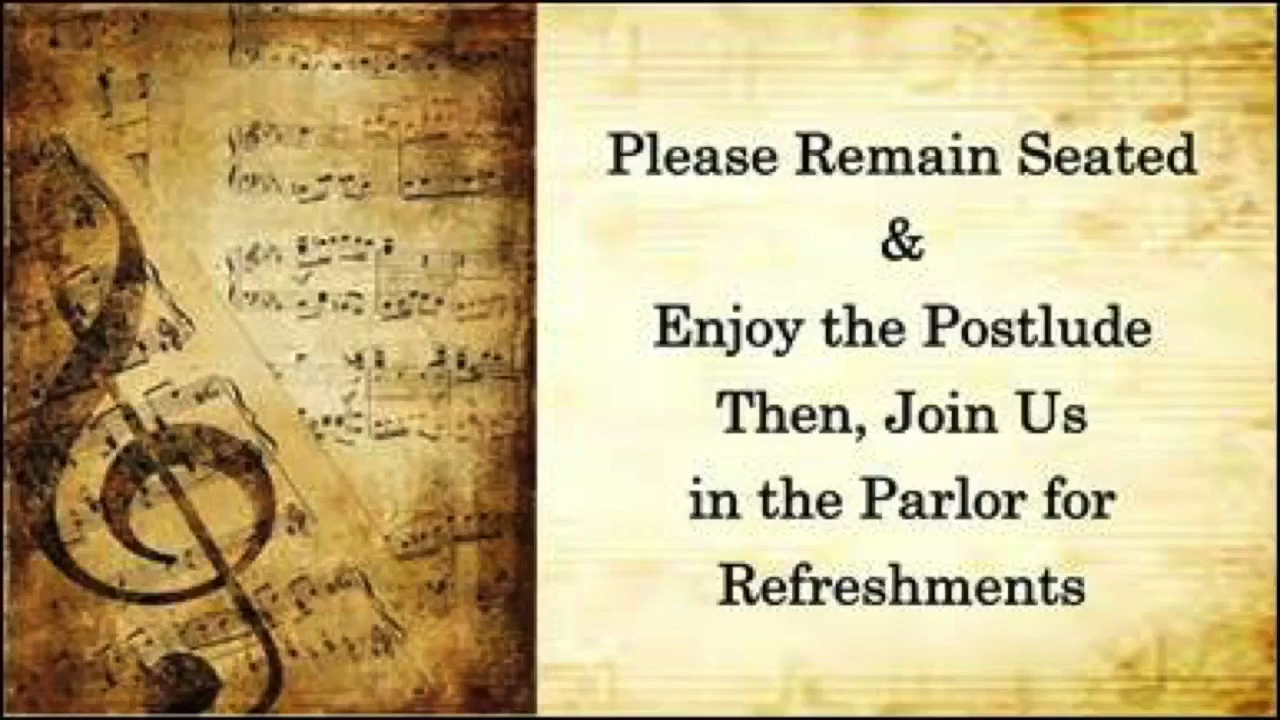 Please Remain Seated
&
Enjoy the Postlude
Then, Join Us
in the Parlor for
Refreshments